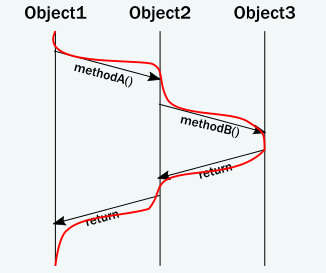 Object1 Object2 Object3
methodA()
methodB()
return
return